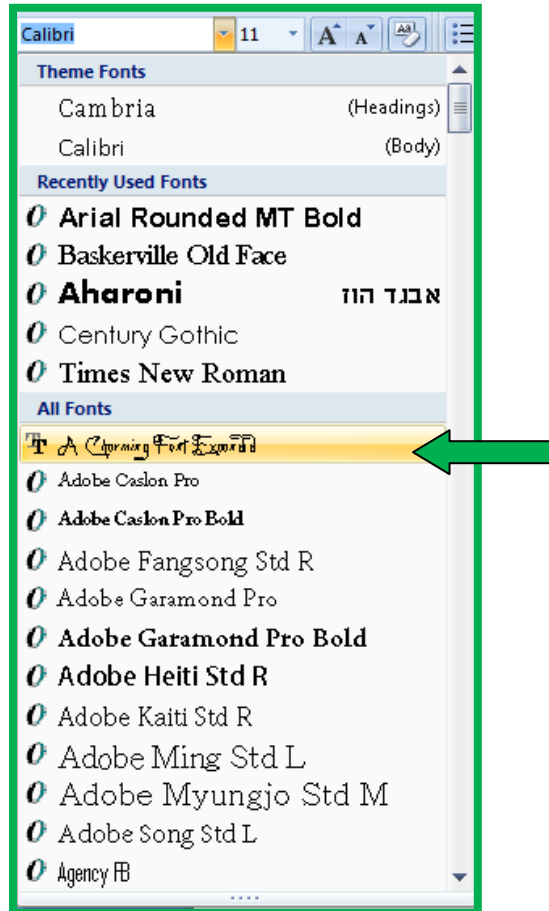 Calibri 11 A A Aa
Theme Fonts
Cambria (Headings)
Calibri (Body)
Recently Used Fonts
Arial Rounded MT Bold
Baskerville Old Face
Aharoni אבגד הוז
Century Gothic
Times New Roman
All Fonts
A Charming Font Expanded
Adobe Caslon Pro
Adobe Caslon Pro Bold
Adobe Fangsong Std R
Adobe Garamond Pro
Adobe Garamond Pro Bold
Adobe Heiti Std R
Adobe Kaiti Std R
Adobe Ming Std L
Adobe Myungjo Std M
Adobe Song Std L
Agency FB